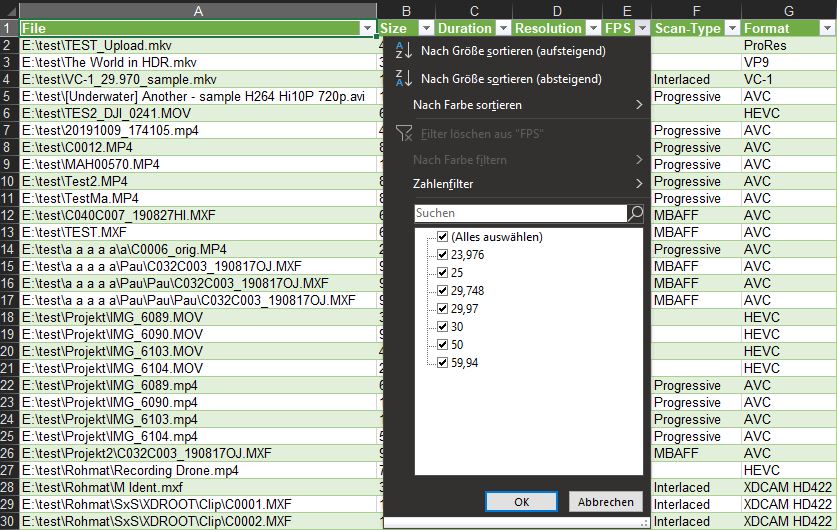 A B C D E F G
1 File Size Duration Resolution FPS Scan-Type Format
2 E:\test\TEST_Upload.mkv 4 ProRes
3 E:\test\The World in HDR.mkv 3 VP9
4 E:\test\VC-1_29.970_sample.mkv 1 Interlaced VC-1
5 E:\test\[Underwater] Another - sample H264 Hi10P 720p.avi 1 Progressive AVC
6 E:\test\TES2_DJI_0241.MOV 6 HEVC
7 E:\test\20191009_174105.mp4 4 Progressive AVC
8 E:\test\C0012.MP4 8 Progressive AVC
9 E:\test\MAH00570.MP4 1 Progressive AVC
10 E:\test\Test2.MP4 8 Progressive AVC
11 E:\test\TestMa.MP4 8 Progressive AVC
12 E:\test\C040C007_190827HI.MXF 6 MBAFF AVC
13 E:\test\TEST.MXF 6 MBAFF AVC
14 E:\test\a a a a a\a\C0006_orig.MP4 2 Progressive AVC
15 E:\test\a a a a a\Pau\C032C003_190817OJ.MXF 6 MBAFF AVC
16 E:\test\a a a a a\Pau\Pau\C032C003_190817OJ.MXF 6 MBAFF AVC
17 E:\test\a a a a a\Pau\Pau\Pau\C032C003_190817OJ.MXF 6 MBAFF AVC
18 E:\test\Projekt\IMG_6089.MOV 3 HEVC
19 E:\test\Projekt\IMG_6090.MOV HEVC
20 E:\test\Projekt\IMG_6103.MOV 4 HEVC
21 E:\test\Projekt\IMG_6104.MOV 2 HEVC
22 E:\test\Projekt\IMG_6089.mp4 6 Progressive AVC
23 E:\test\Projekt\IMG_6090.mp4 1 Progressive AVC
24 E:\test\Projekt\IMG_6103.mp4 1 Progressive AVC
25 E:\test\Projekt\IMG_6104.mp4 5 Progressive AVC
26 E:\test\Projekt2\C032C003_190817OJ.MXF 6 MBAFF AVC
27 E:\test\Rohmat\Recording Drone.mp4 HEVC
28 E:\test\Rohmat\M Ident.mxf 3 Interlaced XDCAM HD422
29 E:\test\Rohmat\SxS\XDROOT\Clip\C0001.MXF 1 Interlaced XDCAM HD422
30 E:\test\Rohmat\SxS\XDROOT\Clip\C0002.MXF 1 Interlaced XDCAM HD422
Nach Größe sortieren (aufsteigend)
Nach Größe sortieren (absteigend)
Nach Farbe sortieren
Filter löschen aus "FPS"
Nach Farbe filtern
Zahlenfilter
Suchen
(Alles auswählen)
23,976
25
29,748
29,97
30
50
59,94
OK Abbrechen